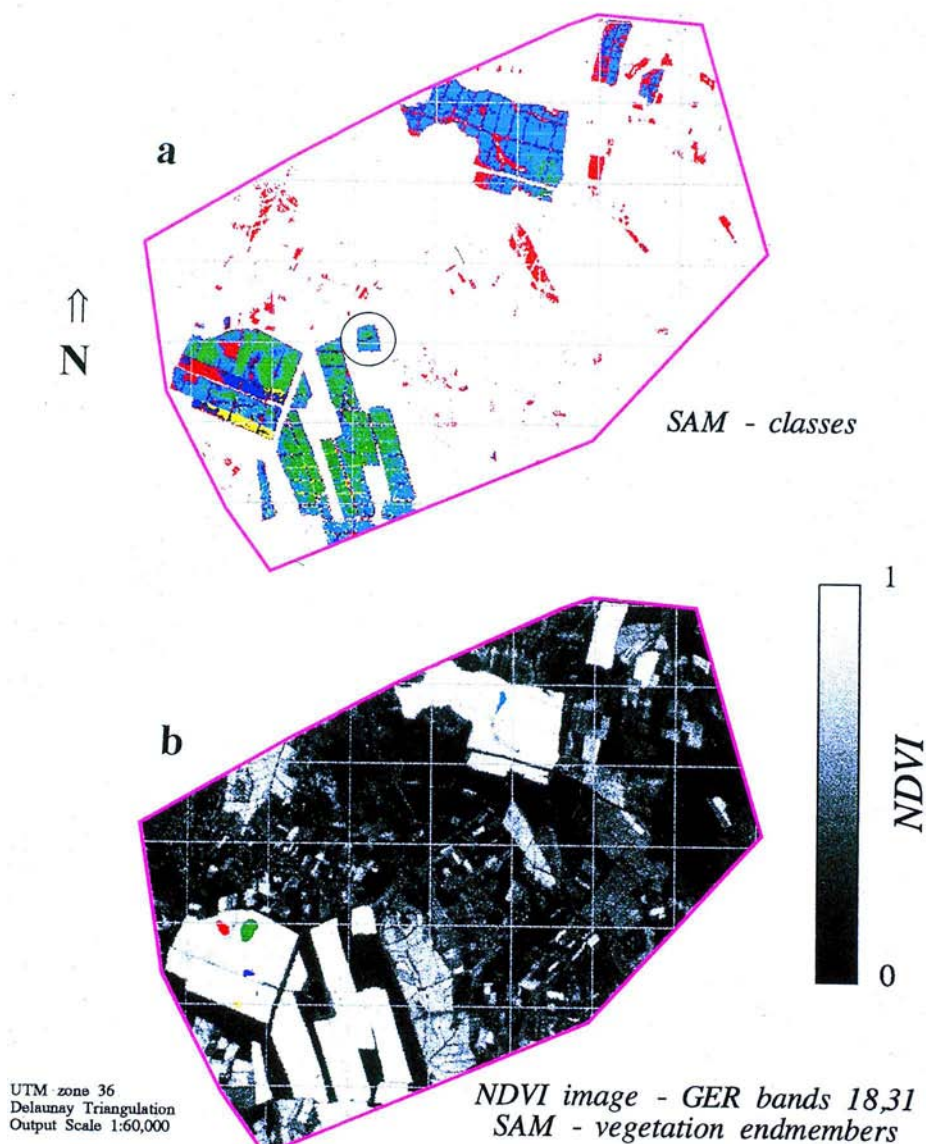 a
⇑
N
SAM - classes
1
b
NDVI
0
UTM zone 36
Delaunay Triangulation
Output Scale 1:60,000
NDVI image - GER bands 18,31
SAM - vegetation endmembers